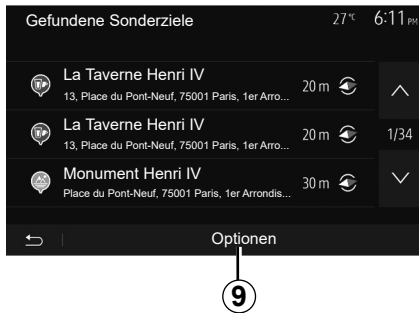 Gefundene Sonderziele 27°C 6:11 PM
La Taverne Henri IV
13, Place du Pont-Neuf, 75001 Paris, 1er Arro... 20 m
La Taverne Henri IV
13, Place du Pont-Neuf, 75001 Paris, 1er Arro... 20 m 1/34
Monument Henri IV
Place du Pont-Neuf, 75001 Paris, 1er Arrondis... 30 m
Optionen
9